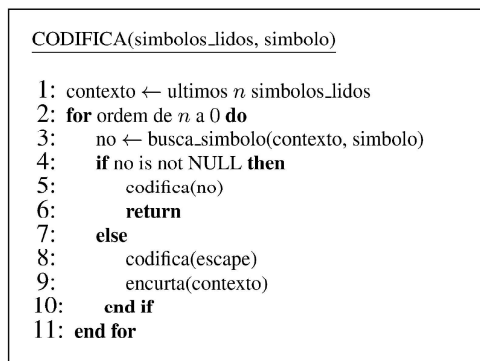 CODIFICA(simbolos_lidos, simbolo)
1: contexto ← ultimos n simbolos_lidos
2: for ordem de n a 0 do
3: no ← busca_simbolo(contexto, simbolo)
4: if no is not NULL then
5: codifica(no)
6: return
7: else
8: codifica(escape)
9: encurta(contexto)
10: end if
11: end for